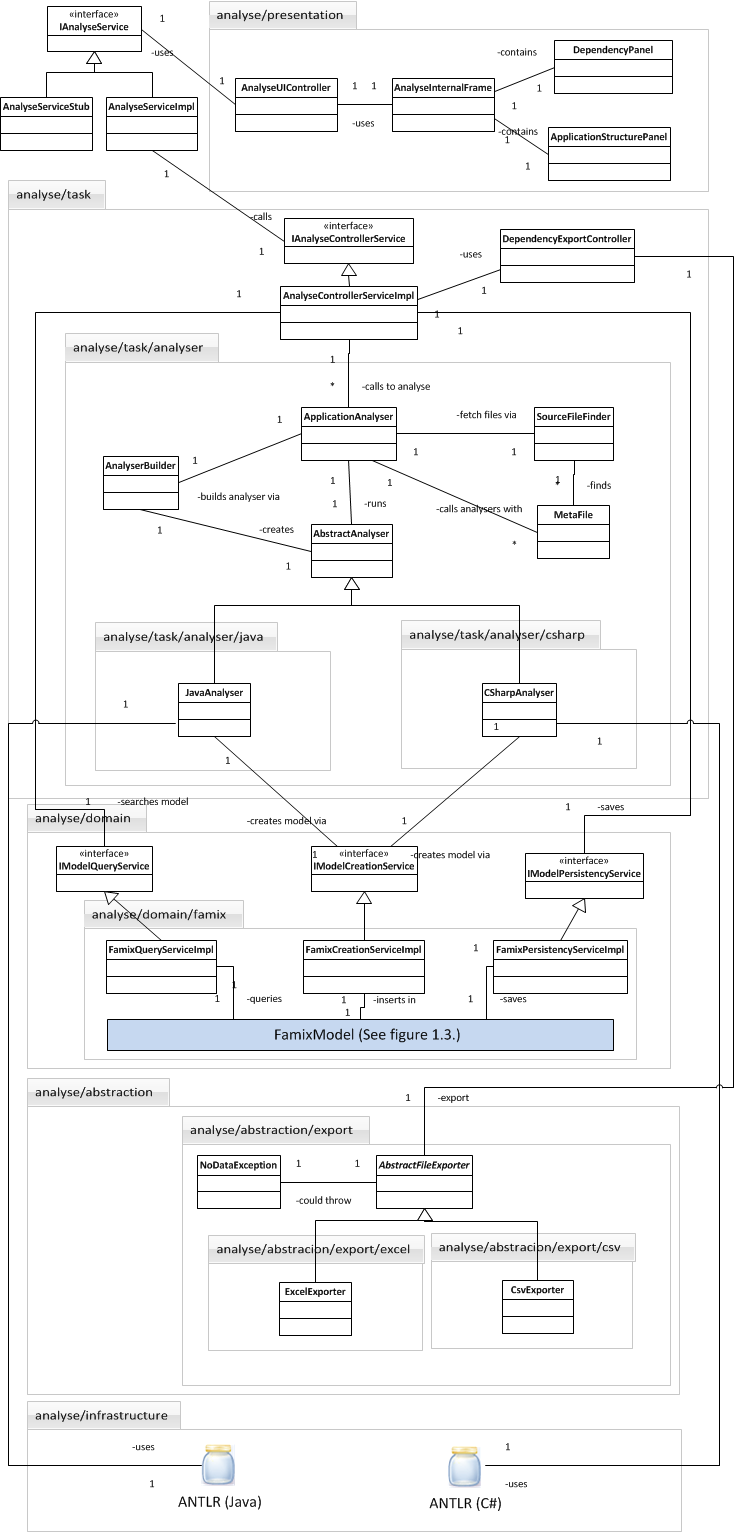 «interface»
IAnalyseService
1
-uses
1
analyse/presentation
AnalyseServiceStub
AnalyseServiceImpl
AnalyseUIController
1
1
-uses
AnalyseInternalFrame
-contains
1
DependencyPanel
1
-contains
1
1
ApplicationStructurePanel
1
-calls
1
analyse/task
«interface»
IAnalyseControllerService
DependencyExportController
-uses
1
1
1
AnalyseControllerServiceImpl
1
1
analyse/task/analyser
1
*
-calls to analyse
ApplicationAnalyser
-fetch files via
SourceFileFinder
1
1
1
1
AnalyserBuilder
1
-builds analyser via
1
1
-runs
1
-calls analysers with
*
1
*
-finds
MetaFile
-creates
1
1
AbstractAnalyser
analyse/task/analyser/java
analyse/task/analyser/csharp
JavaAnalyser
CSharpAnalyser
1
1
1
1
1
-searches model
1
-saves
1
analyse/domain
-creates model via
1
-creates model via
«interface»
IModelQueryService
1
«interface»
IModelCreationService
«interface»
IModelPersistencyService
analyse/domain/famix
FamixQueryServiceImpl
FamixCreationServiceImpl
FamixPersistencyServiceImpl
1
1
1
-queries
1
-inserts in
1
1
-saves
FamixModel (See figure 1.3.)
analyse/abstraction
1
-export
analyse/abstraction/export
NoDataException
1
1
-could throw
AbstractFileExporter
analyse/abstracion/export/excel
analyse/abstracion/export/csv
ExcelExporter
CsvExporter
analyse/infrastructure
-uses
1
ANTLR (Java)
1
-uses
ANTLR (C#)